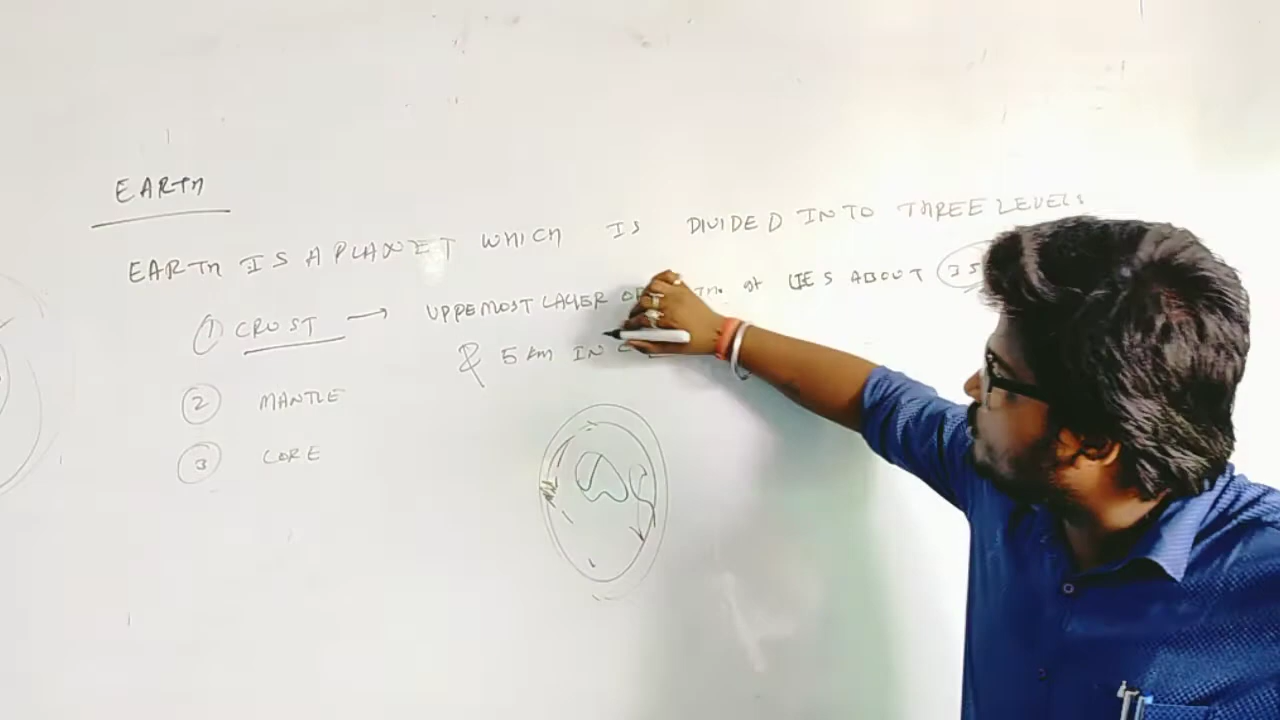 EARTH
EARTH IS A PLANET WHICH IS DIVIDED INTO THREE LEVELS
① CRUST → UPPEMOST LAYER OF LIES ABOUT 35
& 5 km IN
② MANTLE
③ CORE